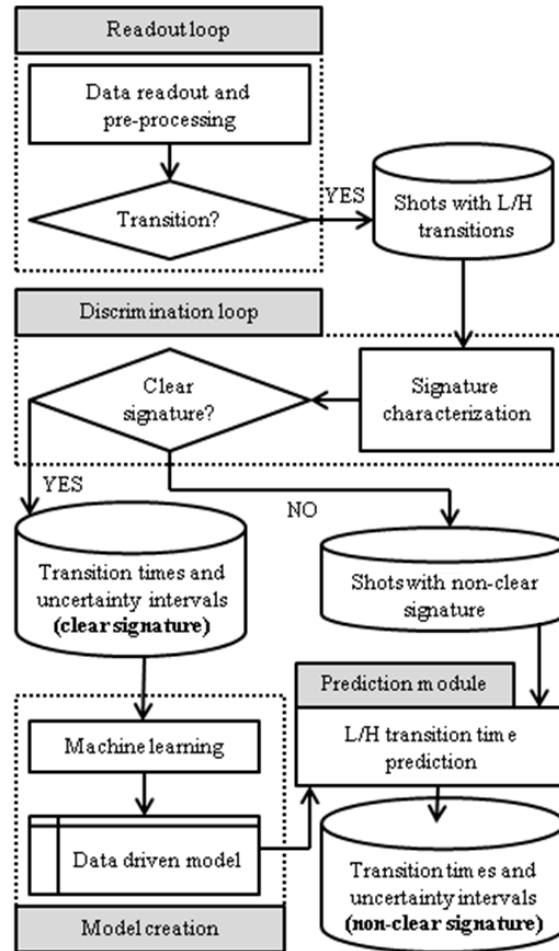 Readout loop
Data readout and
pre-processing
Transition?
YES
Shots with L/H
transitions
Discrimination loop
Clear
signature?
Signature
characterization
YES
NO
Transition times and
uncertainty intervals
(clear signature)
Shots with non-clear
signature
Prediction module
Machine learning
L/H transition time
prediction
Data driven model
Transition times and
uncertainty intervals
(non-clear signature)
Model creation